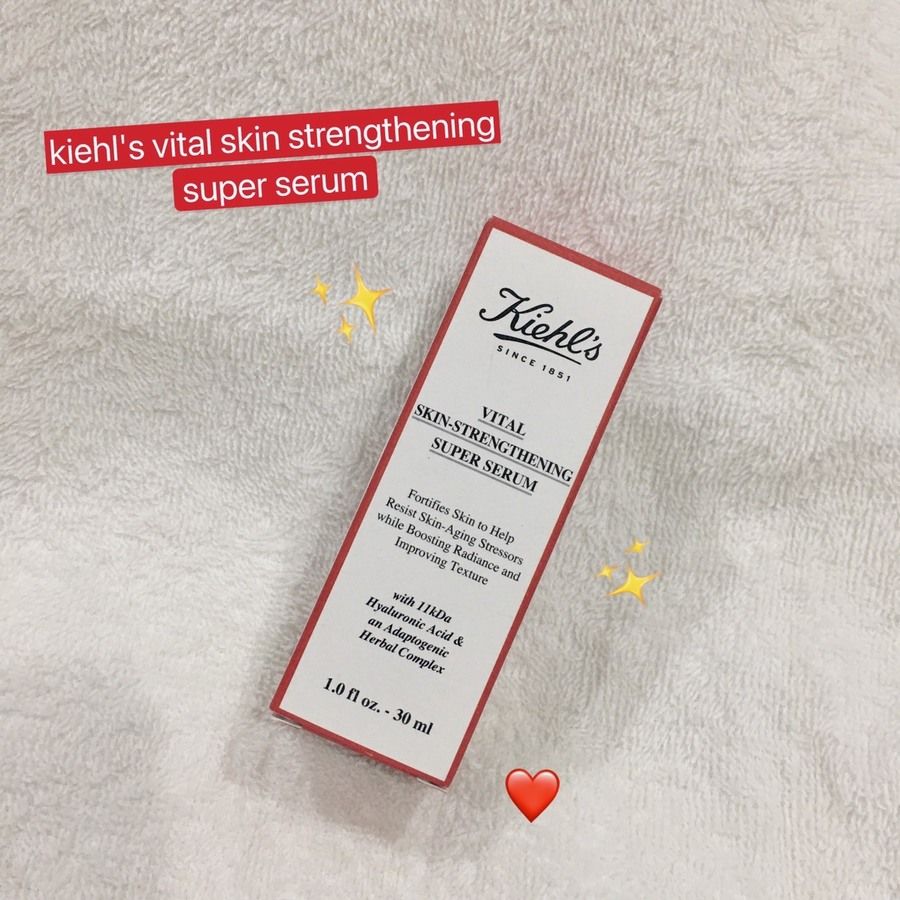 kiehl's vital skin strengthening
super serum
Kiehl's
SINCE 1851
VITAL
SKIN-STRENGTHENING
SUPER SERUM
Fortifies Skin to Help
Resist Skin-Aging Stressors
while Boosting Radiance and
Improving Texture
with 11kDa
Hyaluronic Acid &
an Adaptogenic
Herbal Complex
1.0 fl oz. - 30 ml